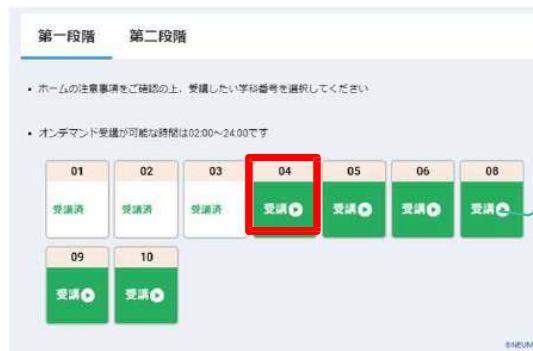 第一段階 第二段階
• ホームの注意事項をご確認の上、受講したい学科番号を選択してください
• オンデマンド受講が可能な時間は02:00～24:00です
01 02 03 04 05 06 08
受講済 受講済 受講済 受講 受講 受講 受講
09 10
受講 受講
©NEUM